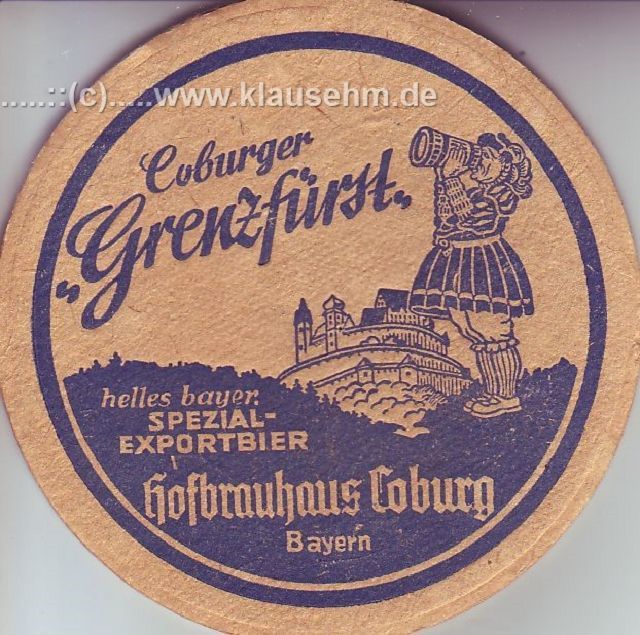 ......::(c).....www.klausehm.de
Coburger
„Grenzfürst“
helles bayer.
SPEZIAL-
EXPORTBIER
Hofbrauhaus Coburg
Bayern